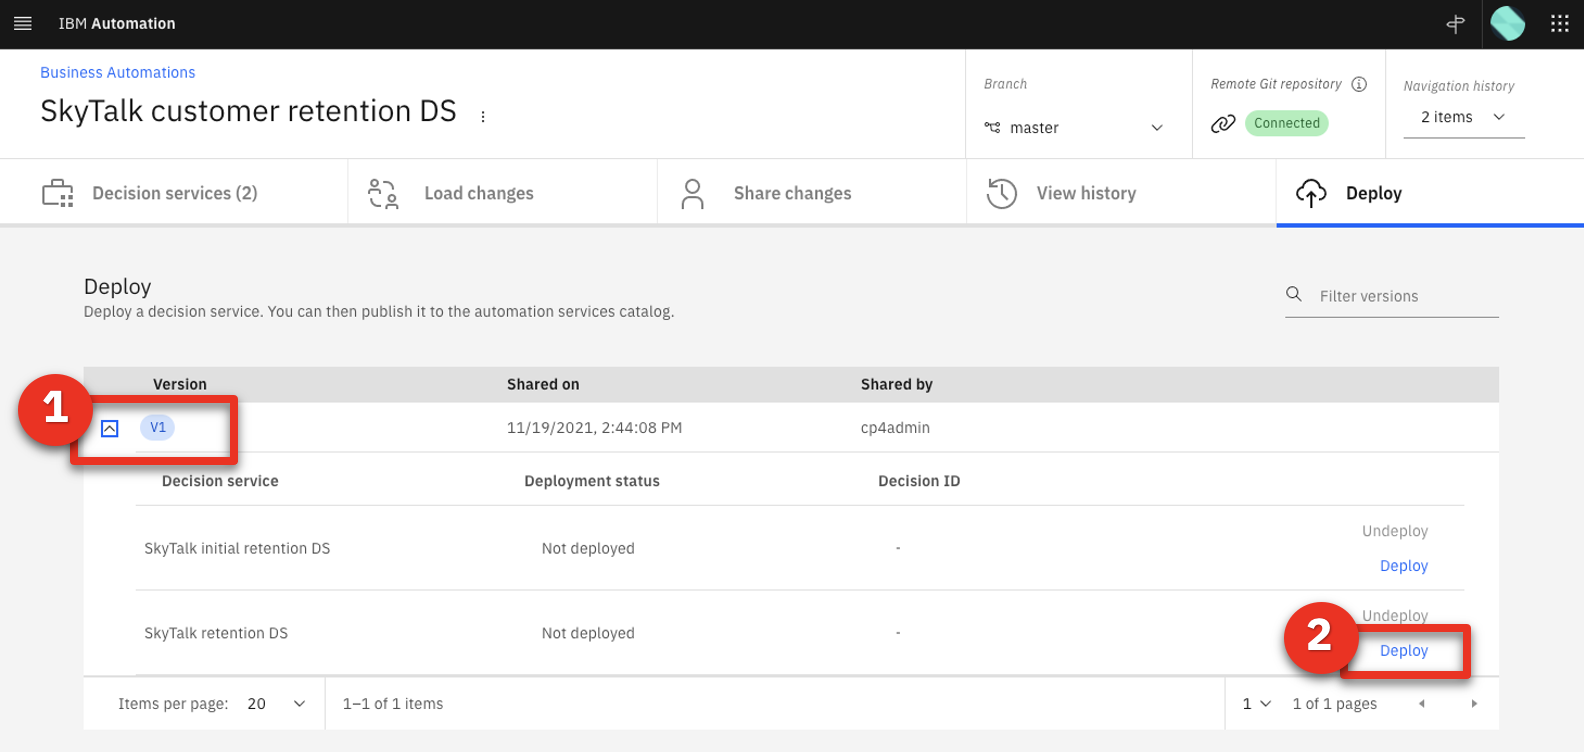 IBM Automation
Business Automations
SkyTalk customer retention DS
Branch
master
Remote Git repository
Connected
Navigation history
2 items
Decision services (2)
Load changes
Share changes
View history
Deploy
Deploy
Deploy a decision service. You can then publish it to the automation services catalog.
Filter versions
Version Shared on Shared by
1
V1 11/19/2021, 2:44:08 PM cp4admin
Decision service Deployment status Decision ID
SkyTalk initial retention DS Not deployed -
Undeploy
Deploy
SkyTalk retention DS Not deployed -
Undeploy
2
Deploy
Items per page: 20 1–1 of 1 items 1 1 of 1 pages